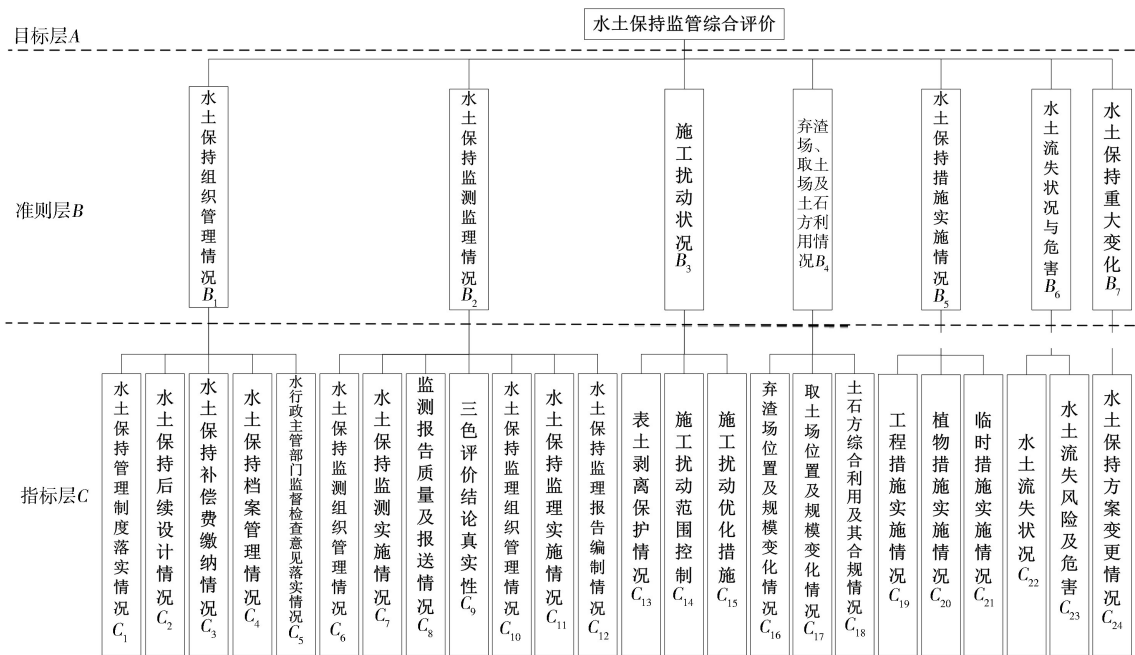 水土保持监管综合评价
目标层A
准则层B
水土保持组织管理情况B1
水土保持监测监理情况B2
施工扰动状况B3
弃渣场、取土场及土石方利用情况B4
水土保持措施实施情况B5
水土流失状况与危害B6
水土保持重大变化B7
指标层C
水土保持管理制度落实情况C1
水土保持后续设计情况C2
水土保持补偿费缴纳情况C3
水土保持档案管理情况C4
水行政主管部门监督检查意见落实情况C5
水土保持监测组织管理情况C6
水土保持监测实施情况C7
监测报告质量及报送情况C8
三色评价结论真实性C9
水土保持监理组织管理情况C10
水土保持监理实施情况C11
水土保持监理报告编制情况C12
表土剥离保护情况C13
施工扰动范围控制C14
施工扰动优化措施C15
弃渣场位置及规模变化情况C16
取土场位置及规模变化情况C17
土石方综合利用及其合规情况C18
工程措施实施情况C19
植物措施实施情况C20
临时措施实施情况C21
水土流失状况C22
水土流失风险及危害C23
水土保持方案变更情况C24